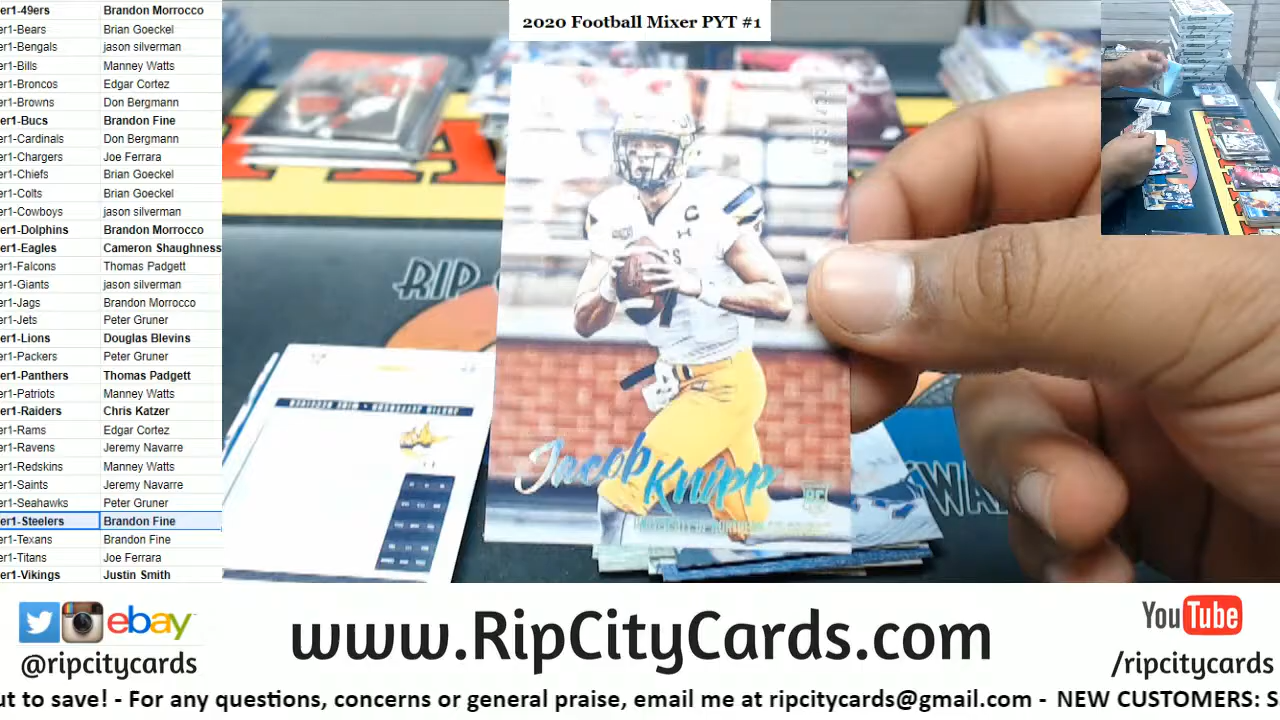 2020 Football Mixer PYT #1
er1-49ers Brandon Morrocco
er1-Bears Brian Goeckel
er1-Bengals jason silverman
er1-Bills Manney Watts
er1-Broncos Edgar Cortez
er1-Browns Don Bergmann
er1-Bucs Brandon Fine
er1-Cardinals Don Bergmann
er1-Chargers Joe Ferrara
er1-Chiefs Brian Goeckel
er1-Colts Brian Goeckel
er1-Cowboys jason silverman
er1-Dolphins Brandon Morrocco
er1-Eagles Cameron Shaughness
er1-Falcons Thomas Padgett
er1-Giants jason silverman
er1-Jags Brandon Morrocco
er1-Jets Peter Gruner
er1-Lions Douglas Blevins
er1-Packers Peter Gruner
er1-Panthers Thomas Padgett
er1-Patriots Manney Watts
er1-Raiders Chris Katzer
er1-Rams Edgar Cortez
er1-Ravens Jeremy Navarre
er1-Redskins Manney Watts
er1-Saints Jeremy Navarre
er1-Seahawks Peter Gruner
er1-Steelers Brandon Fine
er1-Texans Brandon Fine
er1-Titans Joe Ferrara
er1-Vikings Justin Smith
RIP
C
Jacob Knipp
RC
WA
ebay
@ripcitycards
www.RipCityCards.com
YouTube
/ripcitycards
ut to save! - For any questions, concerns or general praise, email me at ripcitycards@gmail.com - NEW CUSTOMERS: S